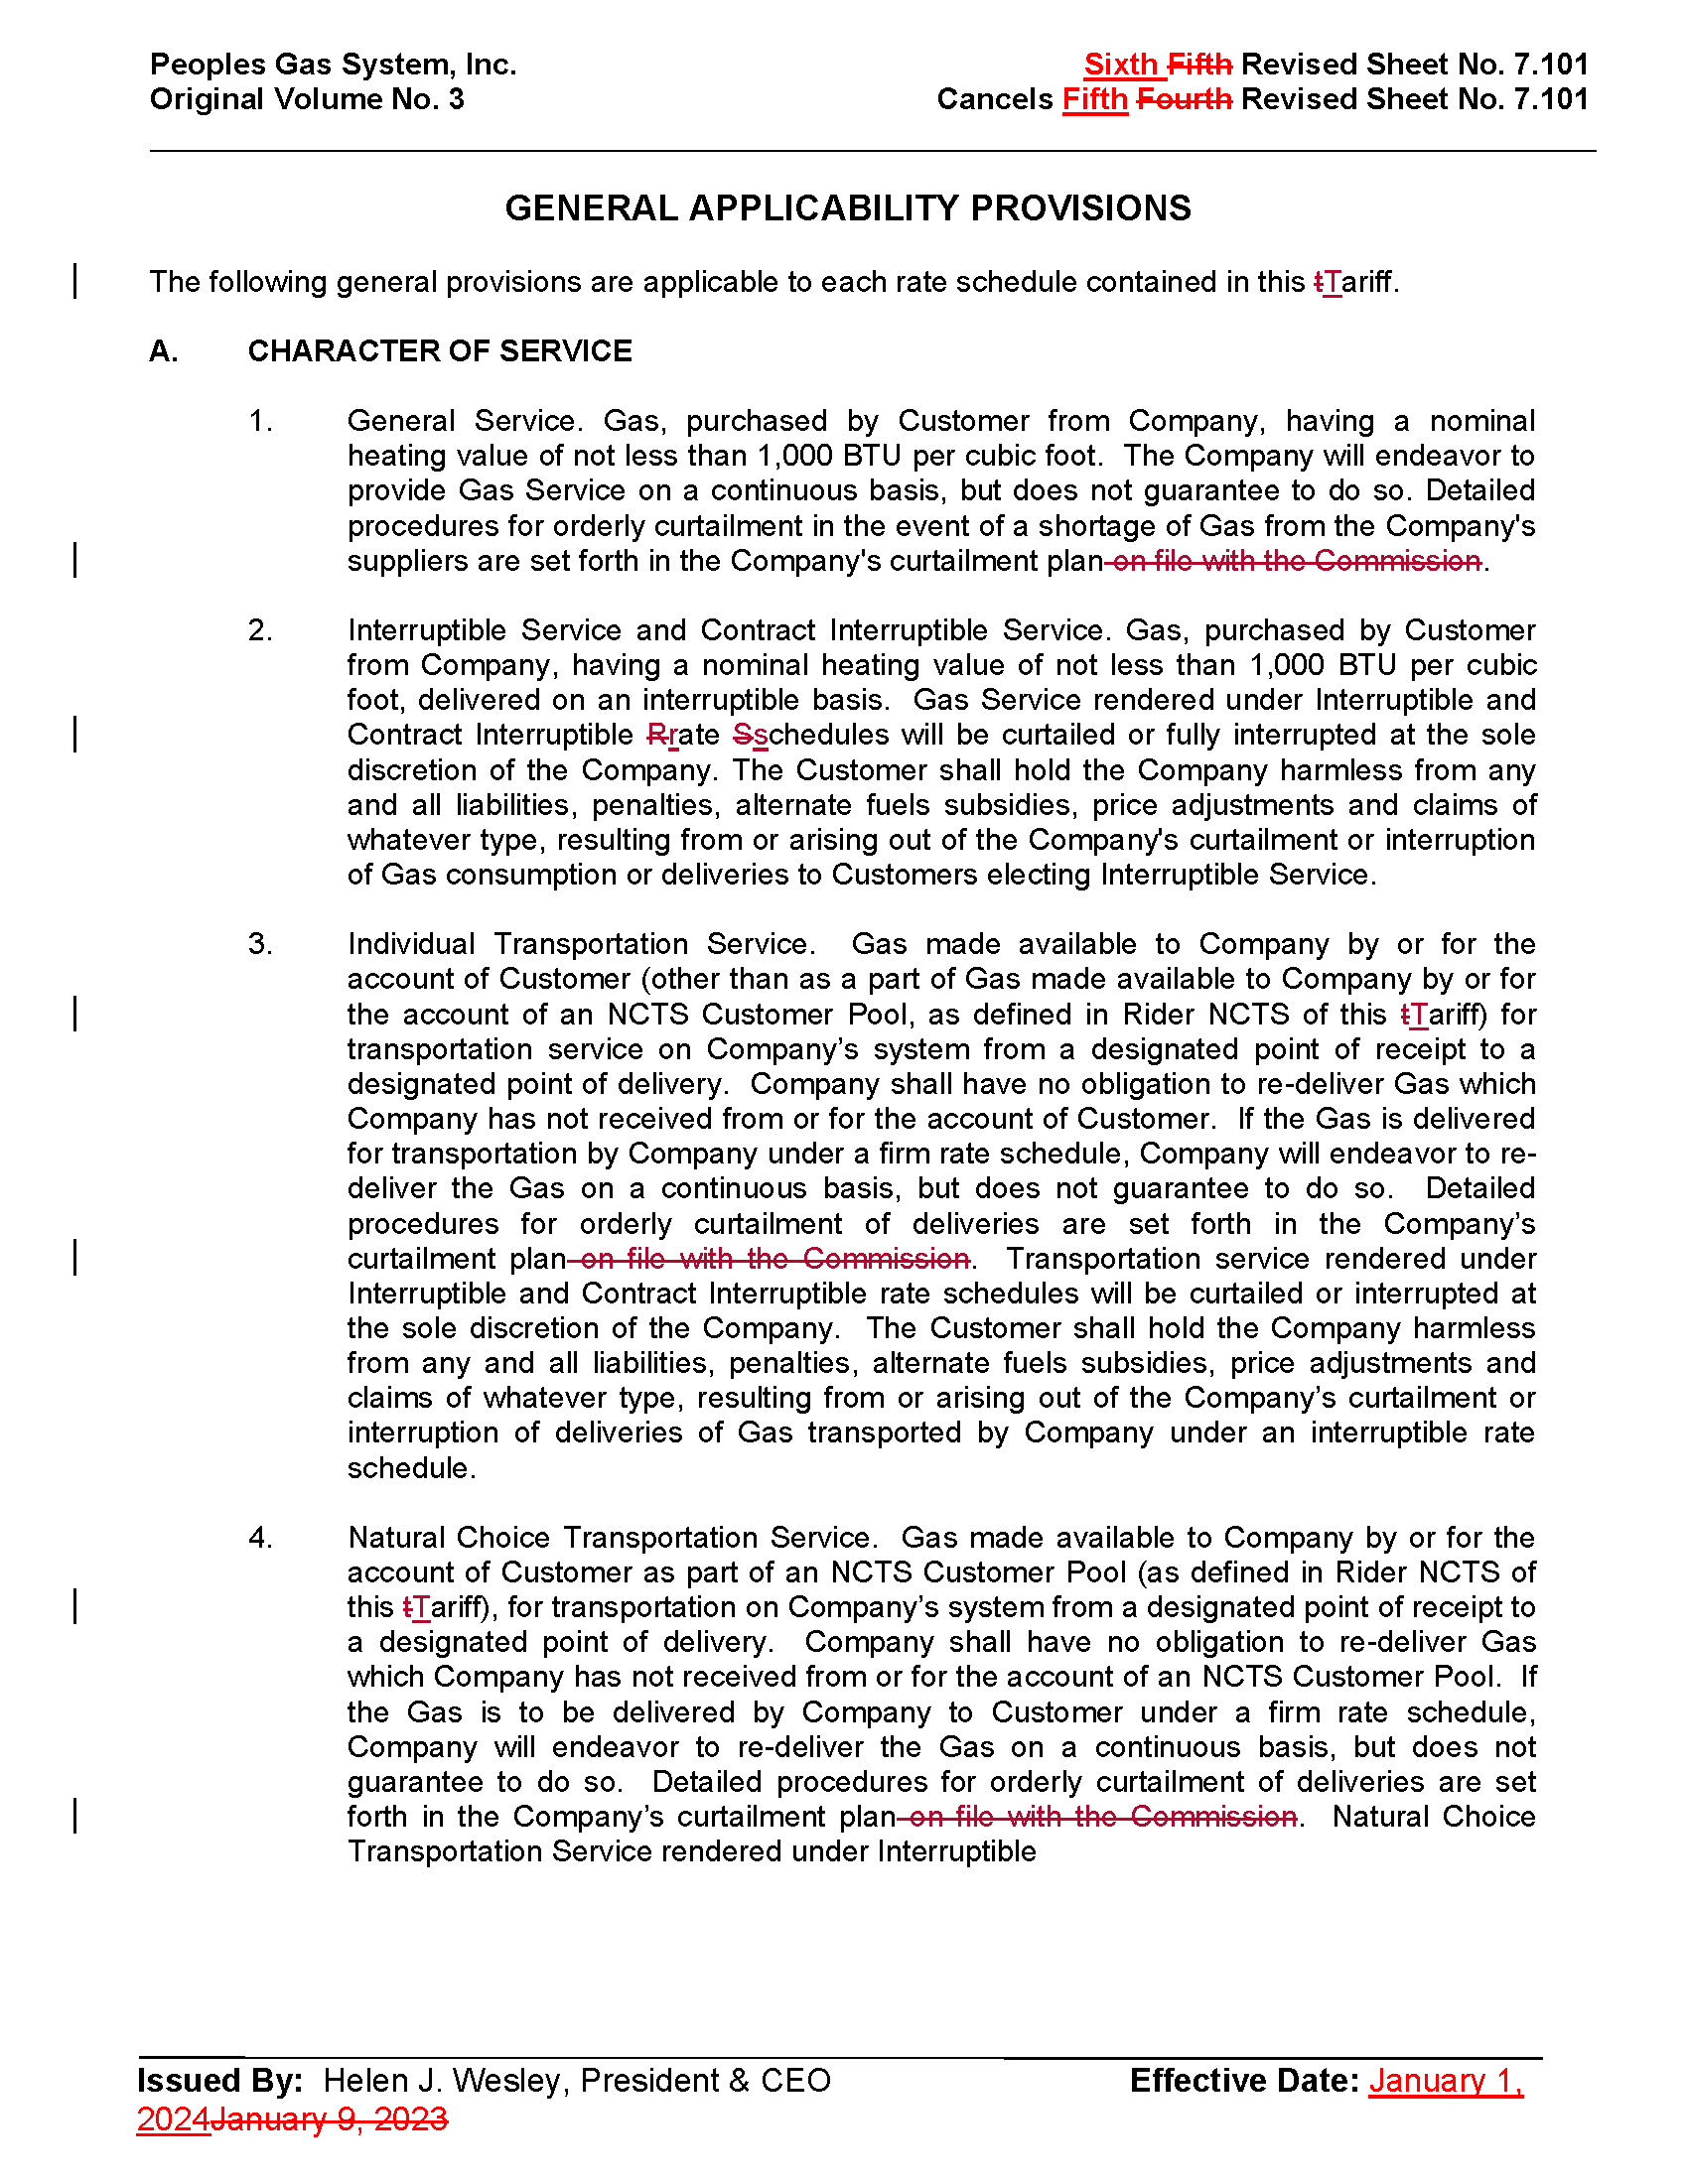 Peoples Gas System, Inc. Sixth Fifth Revised Sheet No. 7.101
Original Volume No. 3 Cancels Fifth Fourth Revised Sheet No. 7.101
GENERAL APPLICABILITY PROVISIONS
The following general provisions are applicable to each rate schedule contained in this tTariff.
A. CHARACTER OF SERVICE
1. General Service. Gas, purchased by Customer from Company, having a nominal
heating value of not less than 1,000 BTU per cubic foot. The Company will endeavor to
provide Gas Service on a continuous basis, but does not guarantee to do so. Detailed
procedures for orderly curtailment in the event of a shortage of Gas from the Company's
suppliers are set forth in the Company's curtailment plan on file with the Commission.
2. Interruptible Service and Contract Interruptible Service. Gas, purchased by Customer
from Company, having a nominal heating value of not less than 1,000 BTU per cubic
foot, delivered on an interruptible basis. Gas Service rendered under Interruptible and
Contract Interruptible Rrate Sschedules will be curtailed or fully interrupted at the sole
discretion of the Company. The Customer shall hold the Company harmless from any
and all liabilities, penalties, alternate fuels subsidies, price adjustments and claims of
whatever type, resulting from or arising out of the Company's curtailment or interruption
of Gas consumption or deliveries to Customers electing Interruptible Service.
3. Individual Transportation Service. Gas made available to Company by or for the
account of Customer (other than as a part of Gas made available to Company by or for
the account of an NCTS Customer Pool, as defined in Rider NCTS of this tTariff) for
transportation service on Company’s system from a designated point of receipt to a
designated point of delivery. Company shall have no obligation to re-deliver Gas which
Company has not received from or for the account of Customer. If the Gas is delivered
for transportation by Company under a firm rate schedule, Company will endeavor to re-
deliver the Gas on a continuous basis, but does not guarantee to do so. Detailed
procedures for orderly curtailment of deliveries are set forth in the Company’s
curtailment plan on file with the Commission. Transportation service rendered under
Interruptible and Contract Interruptible rate schedules will be curtailed or interrupted at
the sole discretion of the Company. The Customer shall hold the Company harmless
from any and all liabilities, penalties, alternate fuels subsidies, price adjustments and
claims of whatever type, resulting from or arising out of the Company’s curtailment or
interruption of deliveries of Gas transported by Company under an interruptible rate
schedule.
4. Natural Choice Transportation Service. Gas made available to Company by or for the
account of Customer as part of an NCTS Customer Pool (as defined in Rider NCTS of
this tTariff), for transportation on Company’s system from a designated point of receipt to
a designated point of delivery. Company shall have no obligation to re-deliver Gas
which Company has not received from or for the account of an NCTS Customer Pool. If
the Gas is to be delivered by Company to Customer under a firm rate schedule,
Company will endeavor to re-deliver the Gas on a continuous basis, but does not
guarantee to do so. Detailed procedures for orderly curtailment of deliveries are set
forth in the Company’s curtailment plan on file with the Commission. Natural Choice
Transportation Service rendered under Interruptible
Issued By: Helen J. Wesley, President & CEO Effective Date: January 1,
2024January 9, 2023